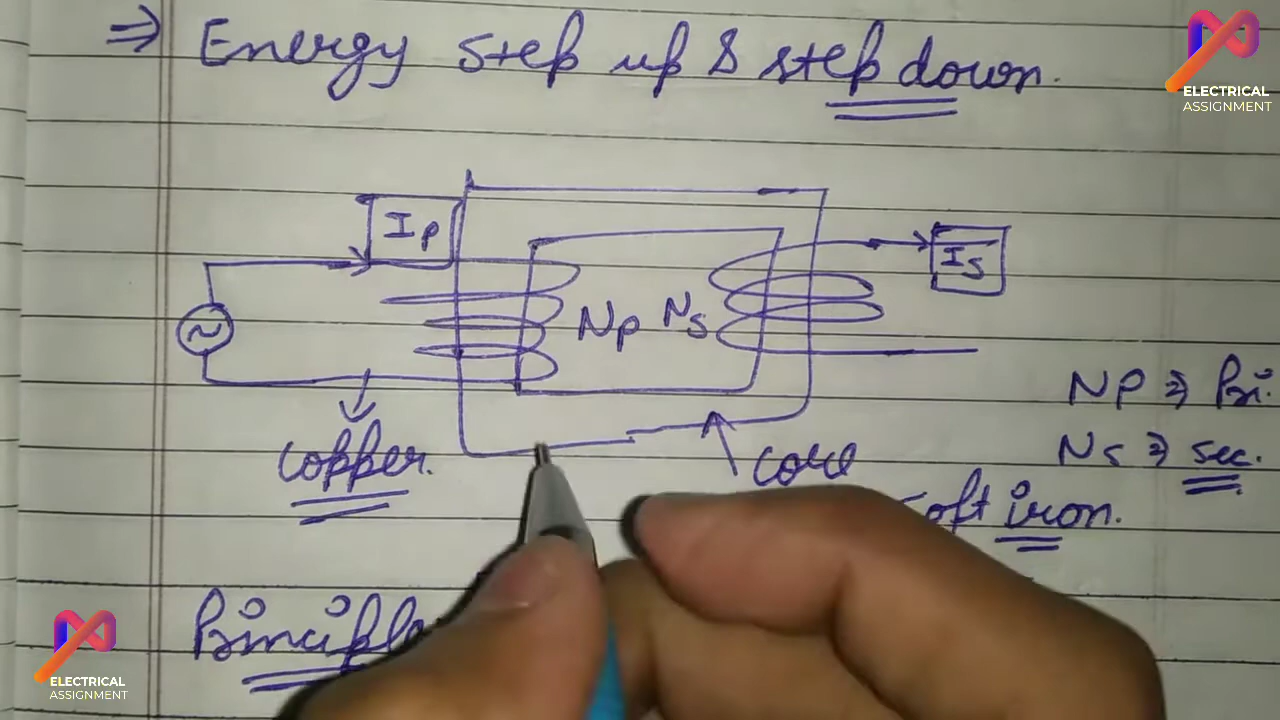 ⇒ Energy step up & step down.
ELECTRICAL
ASSIGNMENT
Ip
Is
Np Ns
NP ⇒ Pri.
Ns ⇒ sec.
copper.
core
soft iron.
Principle
ELECTRICAL
ASSIGNMENT